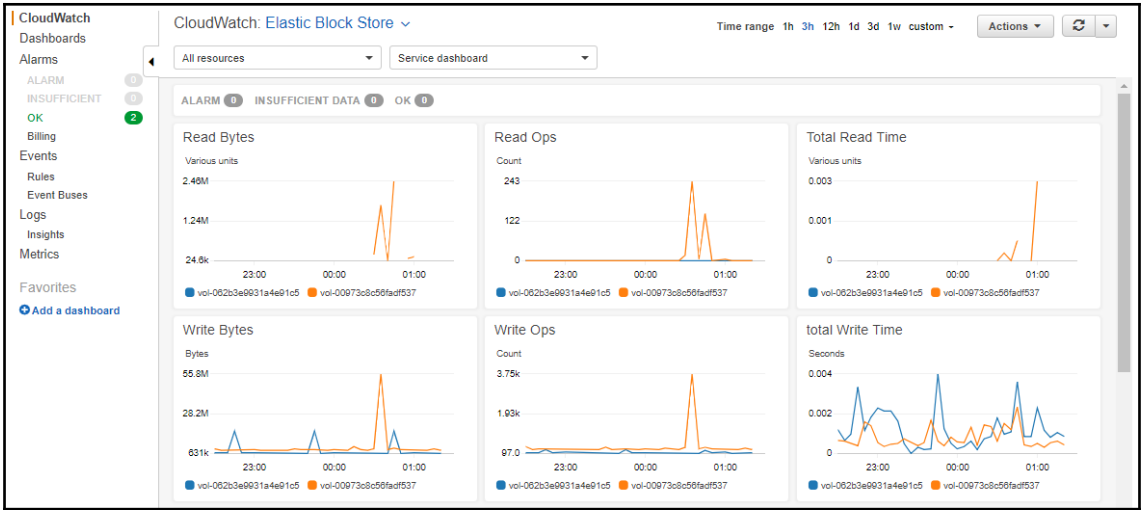 CloudWatch
Dashboards
Alarms
ALARM 0
INSUFFICIENT 0
OK 2
Billing
Events
Rules
Event Buses
Logs
Insights
Metrics
Favorites
Add a dashboard
CloudWatch: Elastic Block Store
Time range 1h 3h 12h 1d 3d 1w custom
Actions
All resources
Service dashboard
ALARM 0 INSUFFICIENT DATA 0 OK 0
Read Bytes
Various units
2.46M
1.24M
24.6k
23:00 00:00 01:00
vol-062b3e9931a4e91c5 vol-00973c8c56fadf537
Read Ops
Count
243
122
0
23:00 00:00 01:00
vol-062b3e9931a4e91c5 vol-00973c8c56fadf537
Total Read Time
Various units
0.003
0.001
0
23:00 00:00 01:00
vol-062b3e9931a4e91c5 vol-00973c8c56fadf537
Write Bytes
Bytes
55.8M
28.2M
631k
23:00 00:00 01:00
vol-062b3e9931a4e91c5 vol-00973c8c56fadf537
Write Ops
Count
3.75k
1.93k
97.0
23:00 00:00 01:00
vol-062b3e9931a4e91c5 vol-00973c8c56fadf537
total Write Time
Seconds
0.004
0.002
0
23:00 00:00 01:00
vol-062b3e9931a4e91c5 vol-00973c8c56fadf537